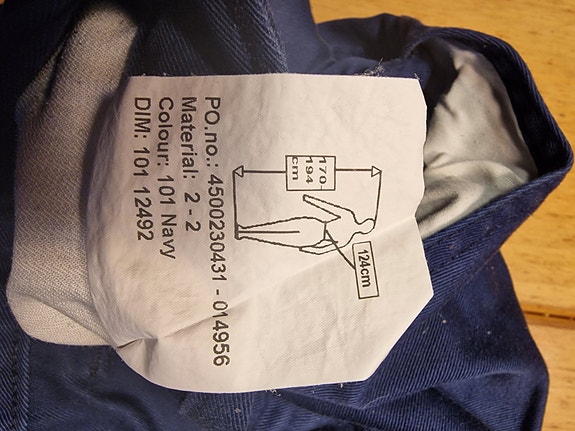 170-
194
cm
124cm
PO.no.: 4500230431 - 014956
Material: 2 - 2
Colour: 101 Navy
DIM: 101 12492